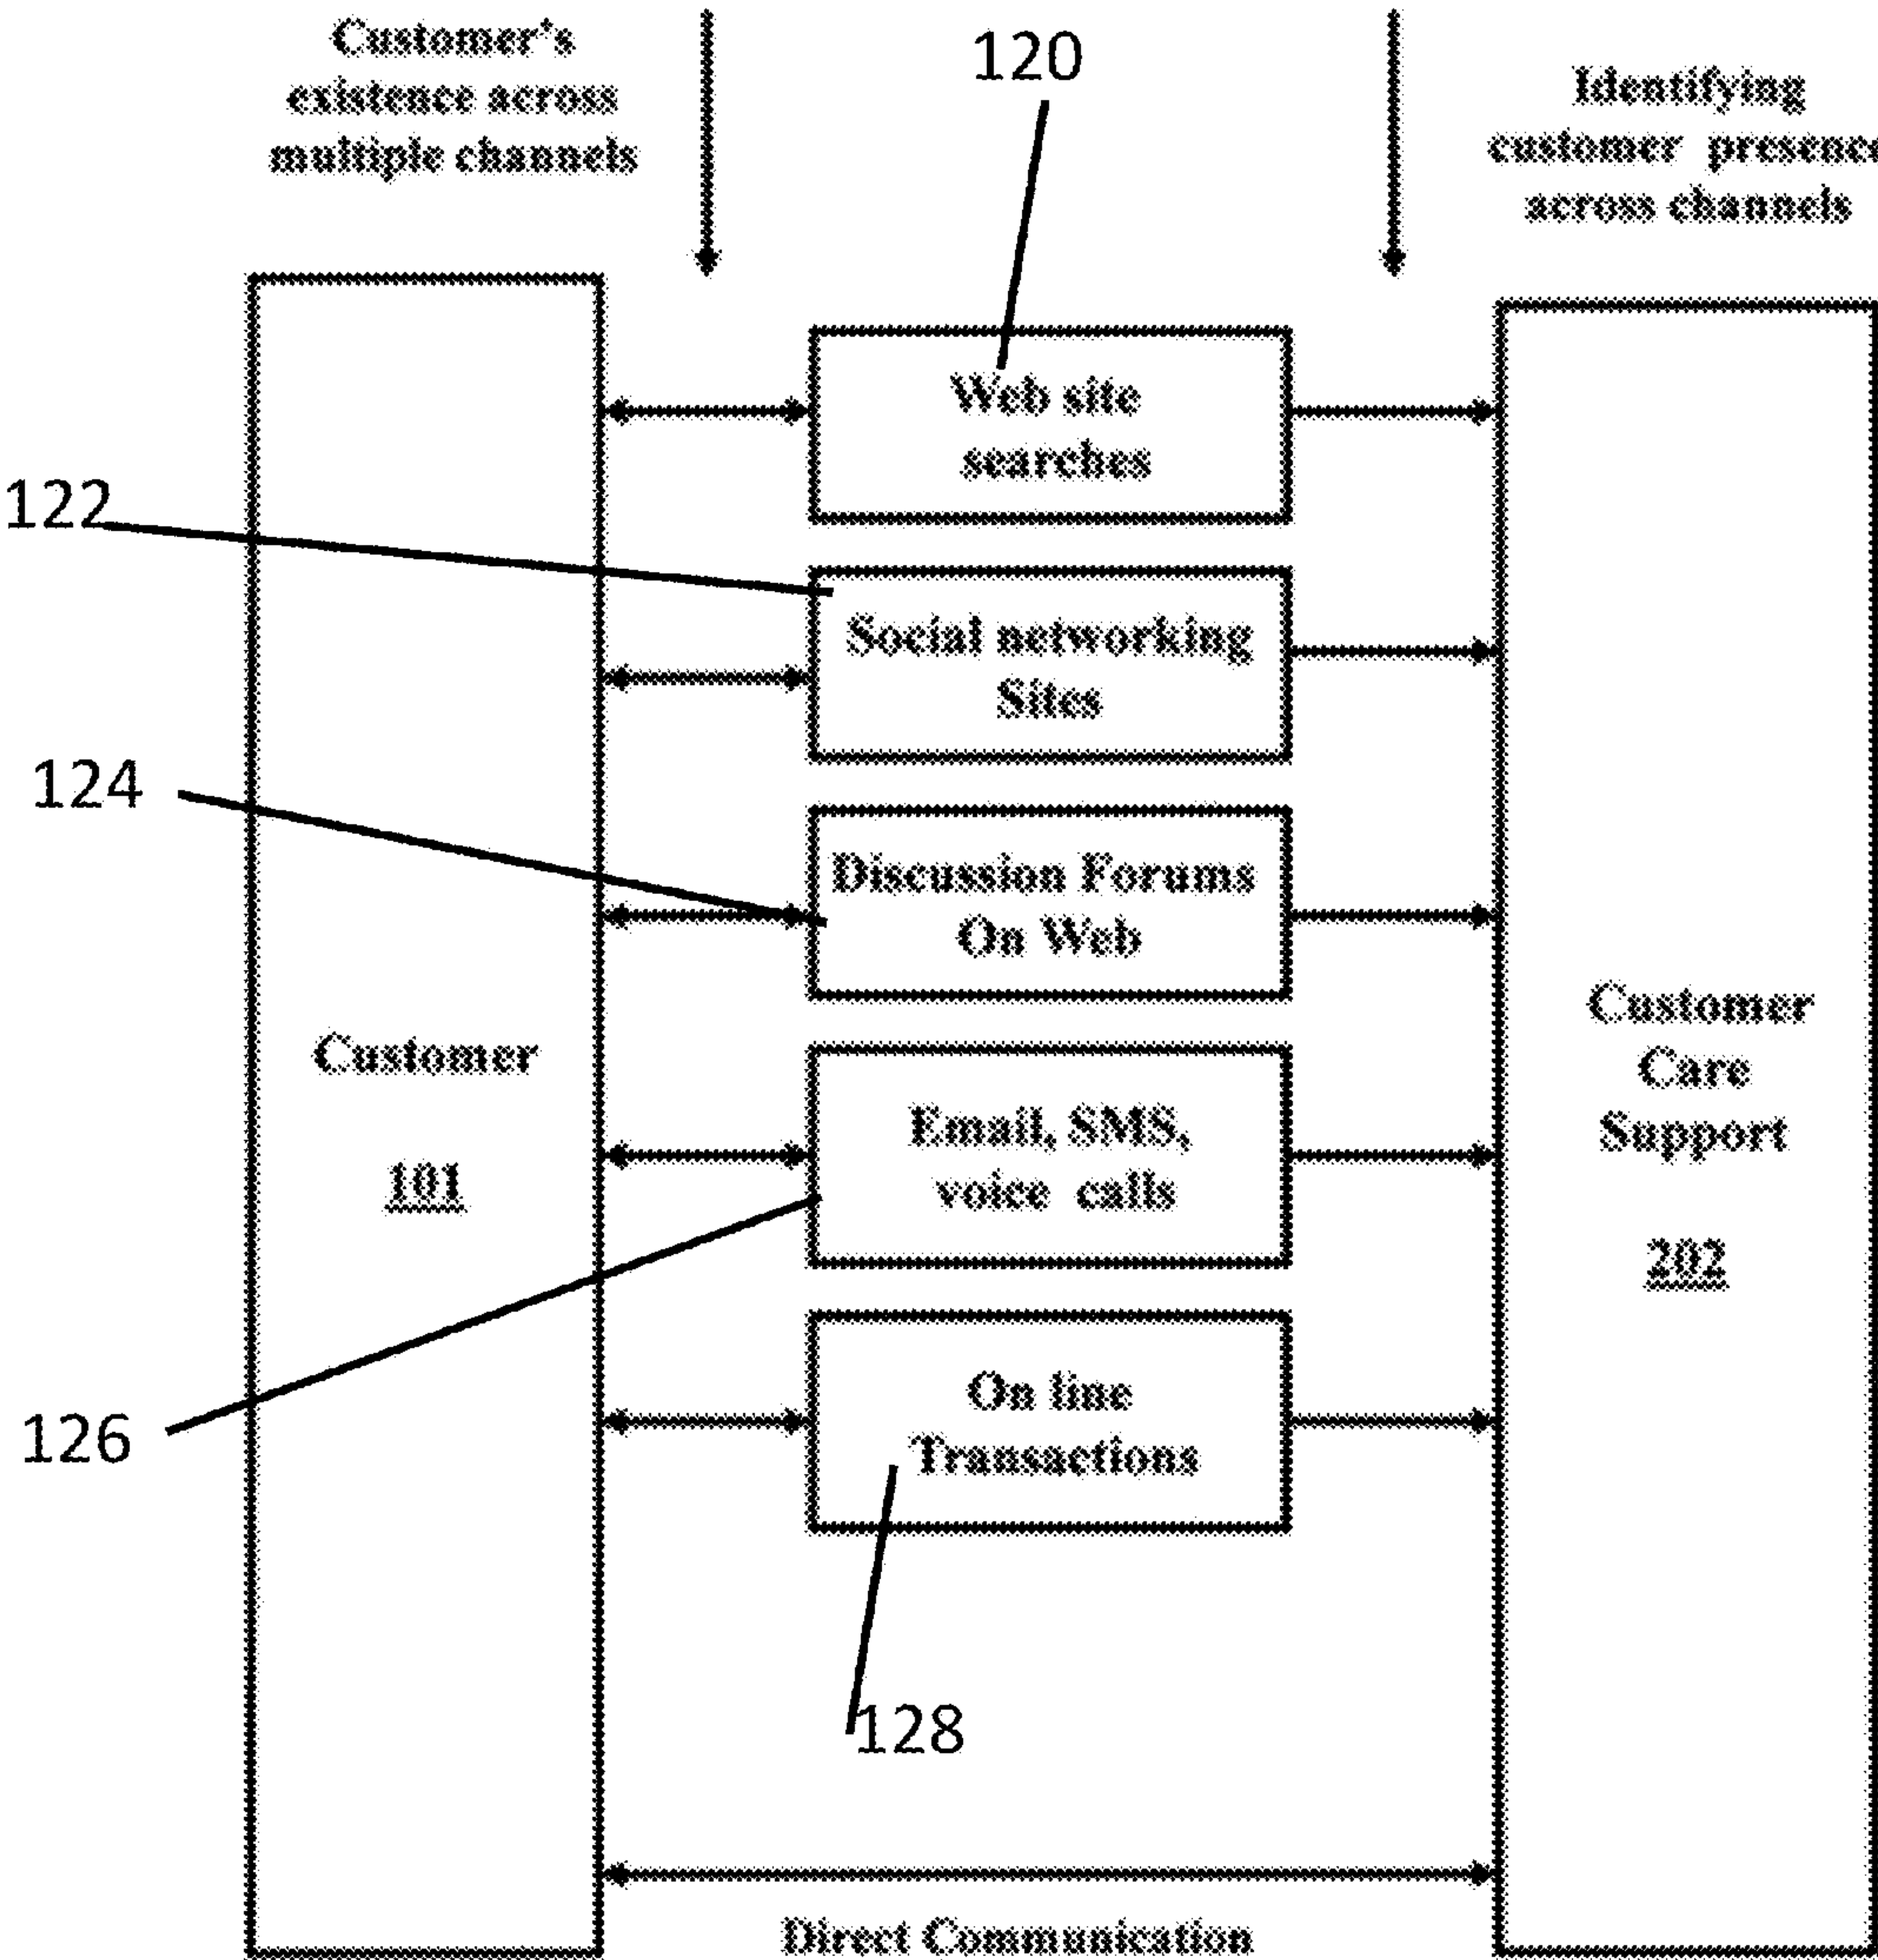 Customer's
existence across
multiple channels
120
Identifying
customer presence
across channels
Web site
searches
122
Social networking
Sites
124
Discussion Forums
On Web
Customer
101
Email, SMS,
voice calls
Customer
Care
Support
202
126
On line
Transactions
128
Direct Communication